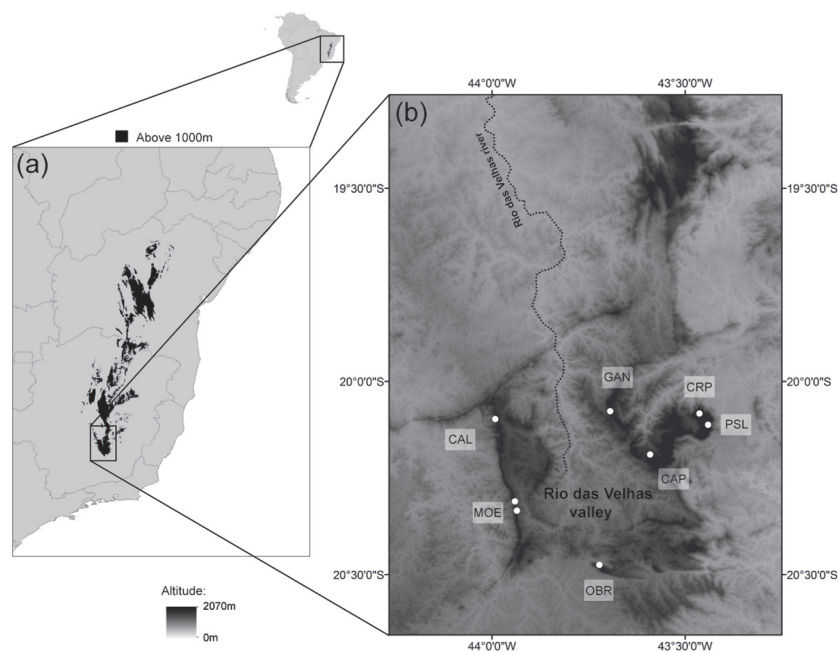 Above 1000m
(a)
Altitude:
2070m
0m
44°0'0"W
43°30'0"W
(b)
Rio das Velhas river
19°30'0"S
19°30'0"S
20°0'0"S
20°0'0"S
GAN
CRP
PSL
CAL
CAP
MOE
Rio das Velhas
valley
20°30'0"S
20°30'0"S
OBR
44°0'0"W
43°30'0"W